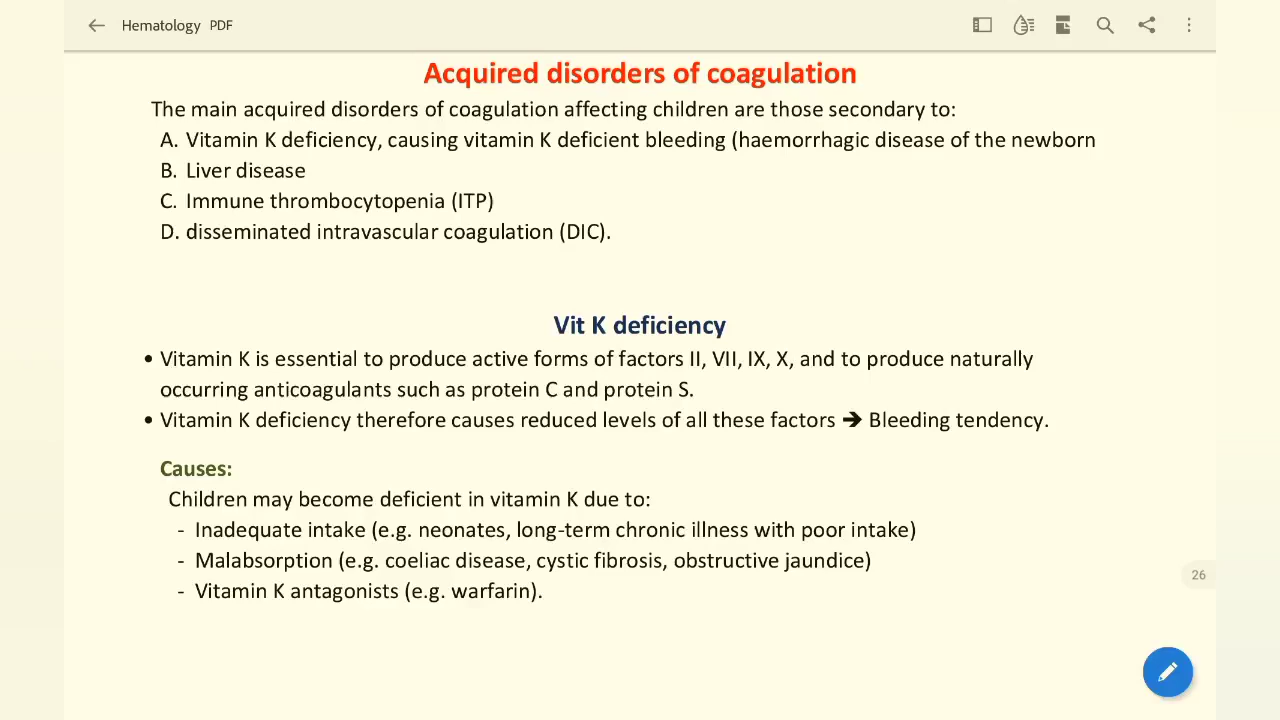 Hematology PDF
Acquired disorders of coagulation
The main acquired disorders of coagulation affecting children are those secondary to:
A. Vitamin K deficiency, causing vitamin K deficient bleeding (haemorrhagic disease of the newborn
B. Liver disease
C. Immune thrombocytopenia (ITP)
D. disseminated intravascular coagulation (DIC).
Vit K deficiency
• Vitamin K is essential to produce active forms of factors II, VII, IX, X, and to produce naturally
occurring anticoagulants such as protein C and protein S.
• Vitamin K deficiency therefore causes reduced levels of all these factors ➔ Bleeding tendency.
Causes:
Children may become deficient in vitamin K due to:
- Inadequate intake (e.g. neonates, long-term chronic illness with poor intake)
- Malabsorption (e.g. coeliac disease, cystic fibrosis, obstructive jaundice)
26
- Vitamin K antagonists (e.g. warfarin).